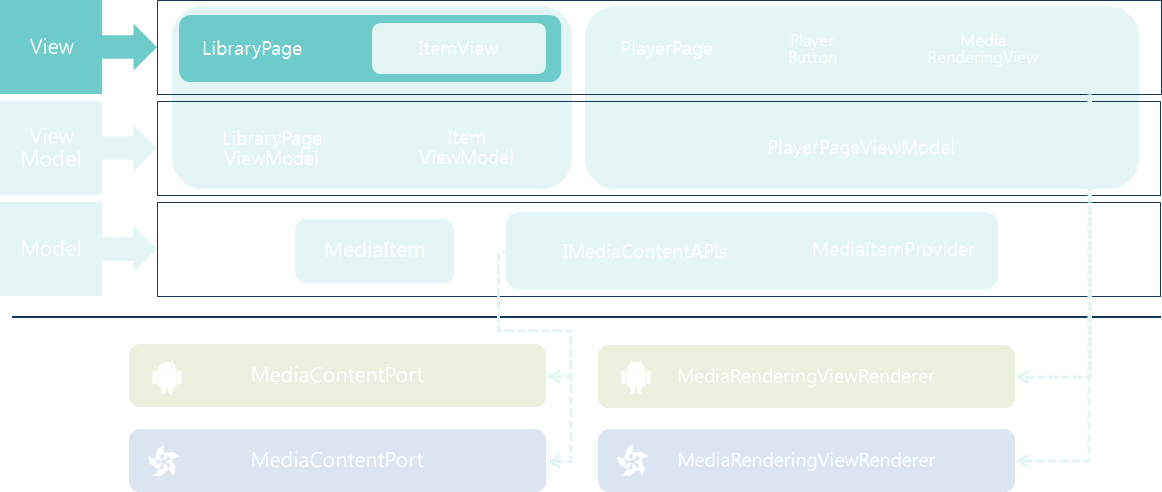 View
LibraryPage
ItemView
PlayerPage
Player
Button
Media
RenderingView
View
Model
LibraryPage
ViewModel
Item
ViewModel
PlayerPageViewModel
Model
MediaItem
IMediaContentAPIs
MediaItemProvider
MediaContentPort
MediaRenderingViewRenderer
MediaContentPort
MediaRenderingViewRenderer